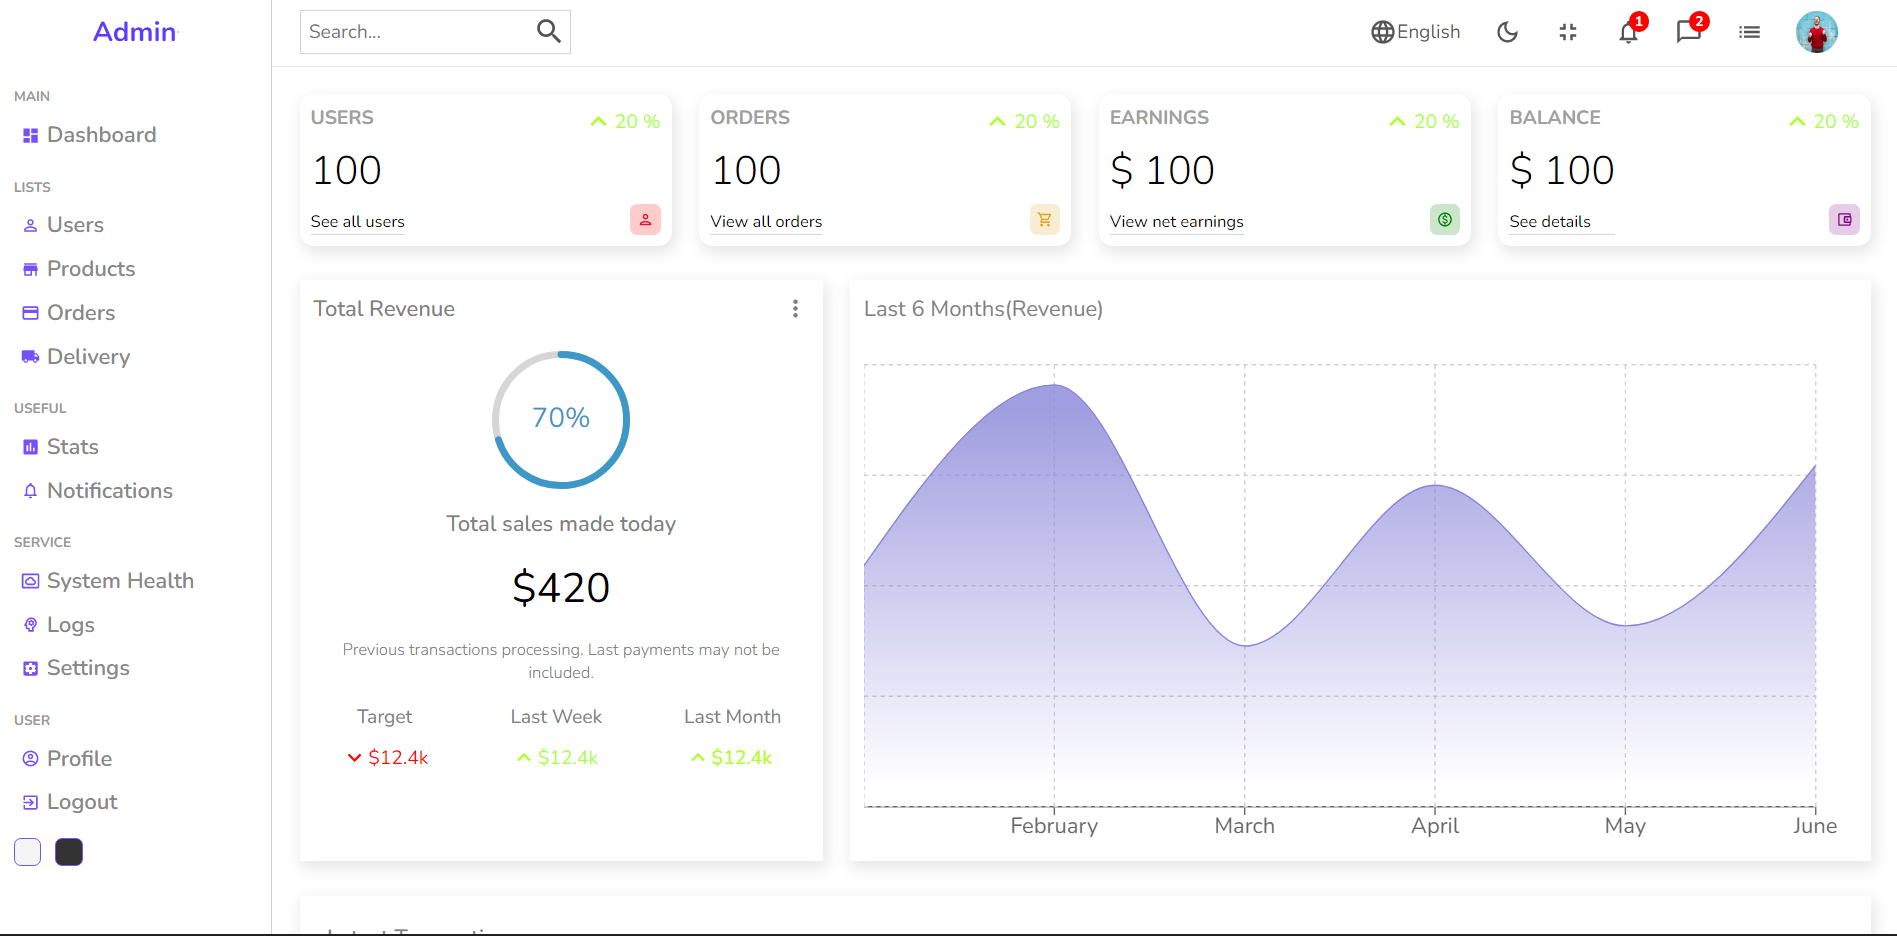 Admin
Search...
English
1
2
MAIN
Dashboard
LISTS
Users
Products
Orders
Delivery
USEFUL
Stats
Notifications
SERVICE
System Health
Logs
Settings
USER
Profile
Logout
USERS
20 %
100
See all users
ORDERS
20 %
100
View all orders
EARNINGS
20 %
$ 100
View net earnings
BALANCE
20 %
$ 100
See details
Total Revenue
70%
Total sales made today
$420
Previous transactions processing. Last payments may not be
included.
Target
$12.4k
Last Week
$12.4k
Last Month
$12.4k
Last 6 Months(Revenue)
February
March
April
May
June